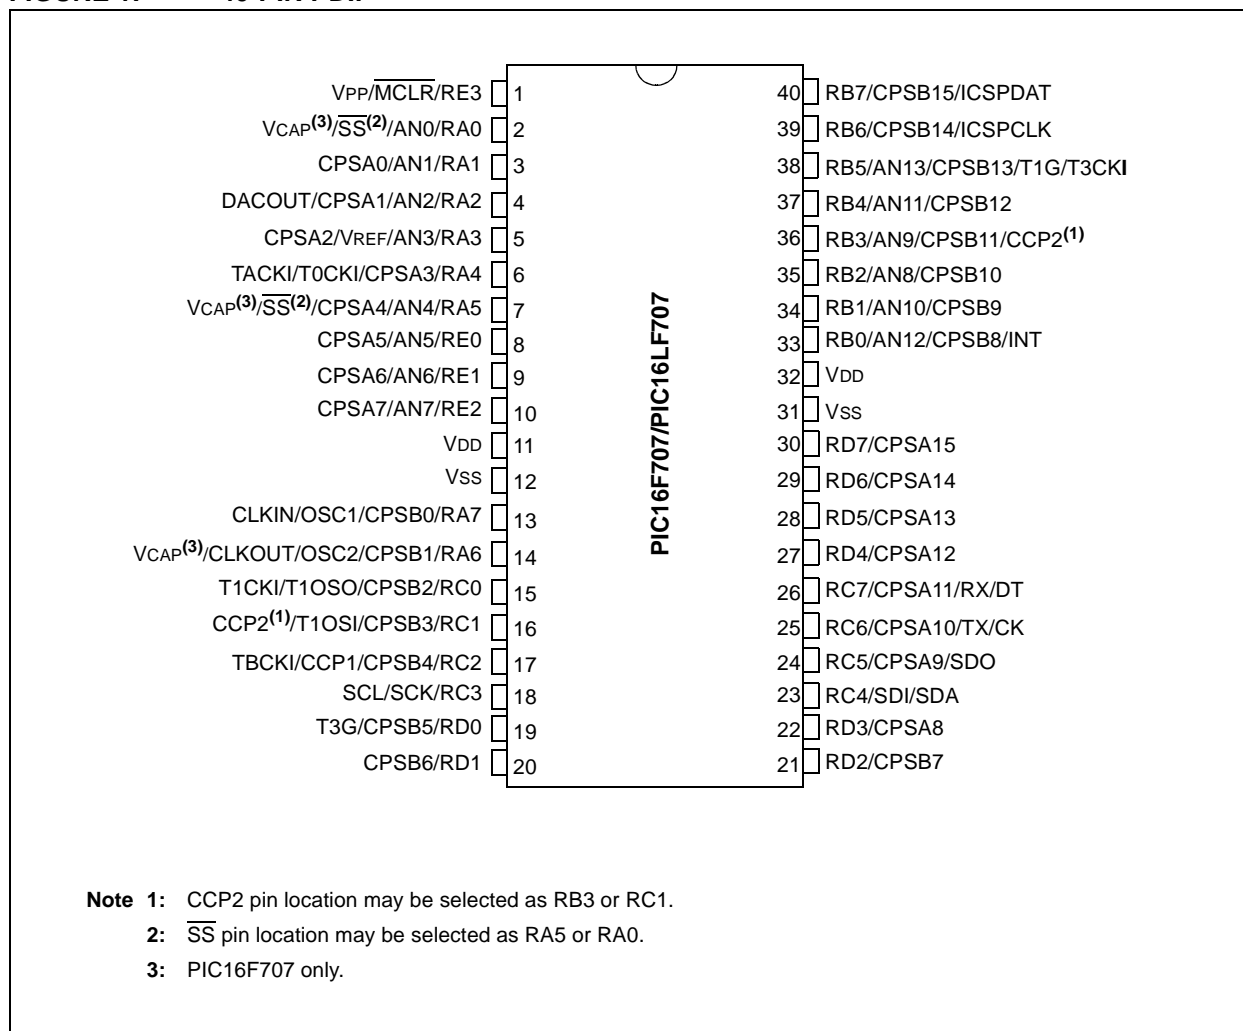 VPP/MCLR/RE3 1
VCAP(3)/SS(2)/AN0/RA0 2
CPSA0/AN1/RA1 3
DACOUT/CPSA1/AN2/RA2 4
CPSA2/VREF/AN3/RA3 5
TACKI/T0CKI/CPSA3/RA4 6
VCAP(3)/SS(2)/CPSA4/AN4/RA5 7
CPSA5/AN5/RE0 8
CPSA6/AN6/RE1 9
CPSA7/AN7/RE2 10
VDD 11
VSS 12
CLKIN/OSC1/CPSB0/RA7 13
VCAP(3)/CLKOUT/OSC2/CPSB1/RA6 14
T1CKI/T1OSO/CPSB2/RC0 15
CCP2(1)/T1OSI/CPSB3/RC1 16
TBCKI/CCP1/CPSB4/RC2 17
SCL/SCK/RC3 18
T3G/CPSB5/RD0 19
CPSB6/RD1 20
PIC16F707/PIC16LF707
40 RB7/CPSB15/ICSPDAT
39 RB6/CPSB14/ICSPCLK
38 RB5/AN13/CPSB13/T1G/T3CKI
37 RB4/AN11/CPSB12
36 RB3/AN9/CPSB11/CCP2(1)
35 RB2/AN8/CPSB10
34 RB1/AN10/CPSB9
33 RB0/AN12/CPSB8/INT
32 VDD
31 VSS
30 RD7/CPSA15
29 RD6/CPSA14
28 RD5/CPSA13
27 RD4/CPSA12
26 RC7/CPSA11/RX/DT
25 RC6/CPSA10/TX/CK
24 RC5/CPSA9/SDO
23 RC4/SDI/SDA
22 RD3/CPSA8
21 RD2/CPSB7
Note 1: CCP2 pin location may be selected as RB3 or RC1.
2: SS pin location may be selected as RA5 or RA0.
3: PIC16F707 only.